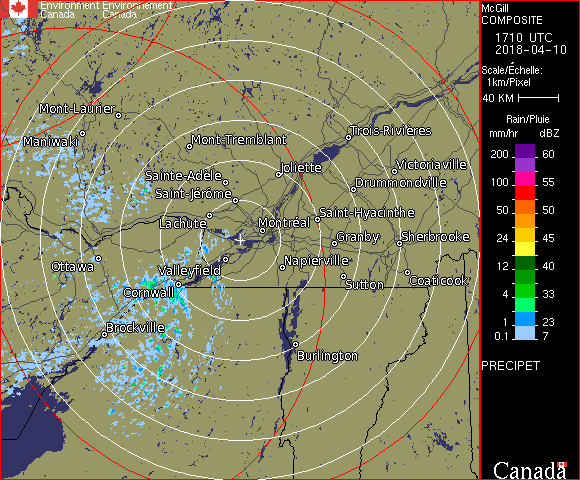 Environment Environnement
Canada Canada
McGill
COMPOSITE
1710 UTC
2018-04-10
Scale/Échelle:
1km/Pixel
40 KM
Rain/Pluie
mm/hr dBZ
200 60
100 55
50 50
24 45
12 40
4 33
1.0 23
0.1 7
PRECIPET
Canada
Mont-Laurier
Maniwaki
Mont-Tremblant
Trois-Rivières
Joliette
Victoriaville
Sainte-Adèle
Drummondville
Saint-Jérôme
Saint-Hyacinthe
Lachute
Montréal
Granby
Sherbrooke
Ottawa
Valleyfield
Napierville
Cornwall
Sutton
Coaticook
Brockville
Burlington